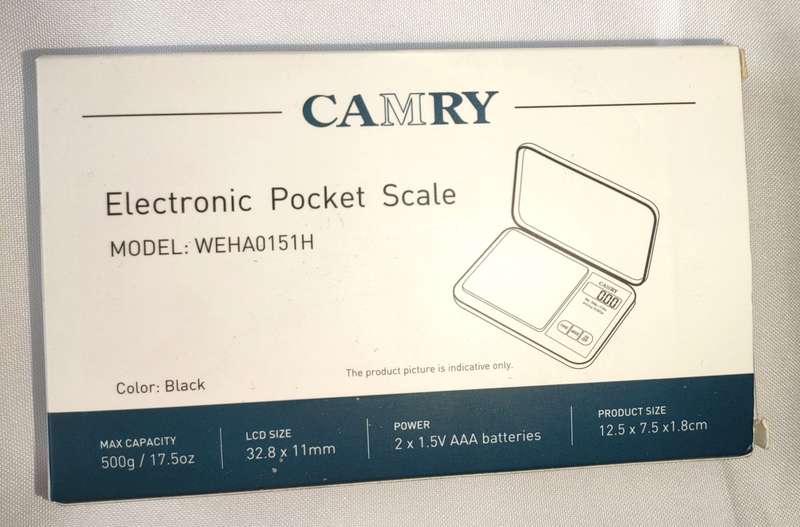 CAMRY
Electronic Pocket Scale
MODEL: WEHA0151H
CAMRY
0.00
The product picture is indicative only.
Color: Black
MAX CAPACITY
500g / 17.5oz
LCD SIZE
32.8 x 11mm
POWER
2 x 1.5V AAA batteries
PRODUCT SIZE
12.5 x 7.5 x1.8cm